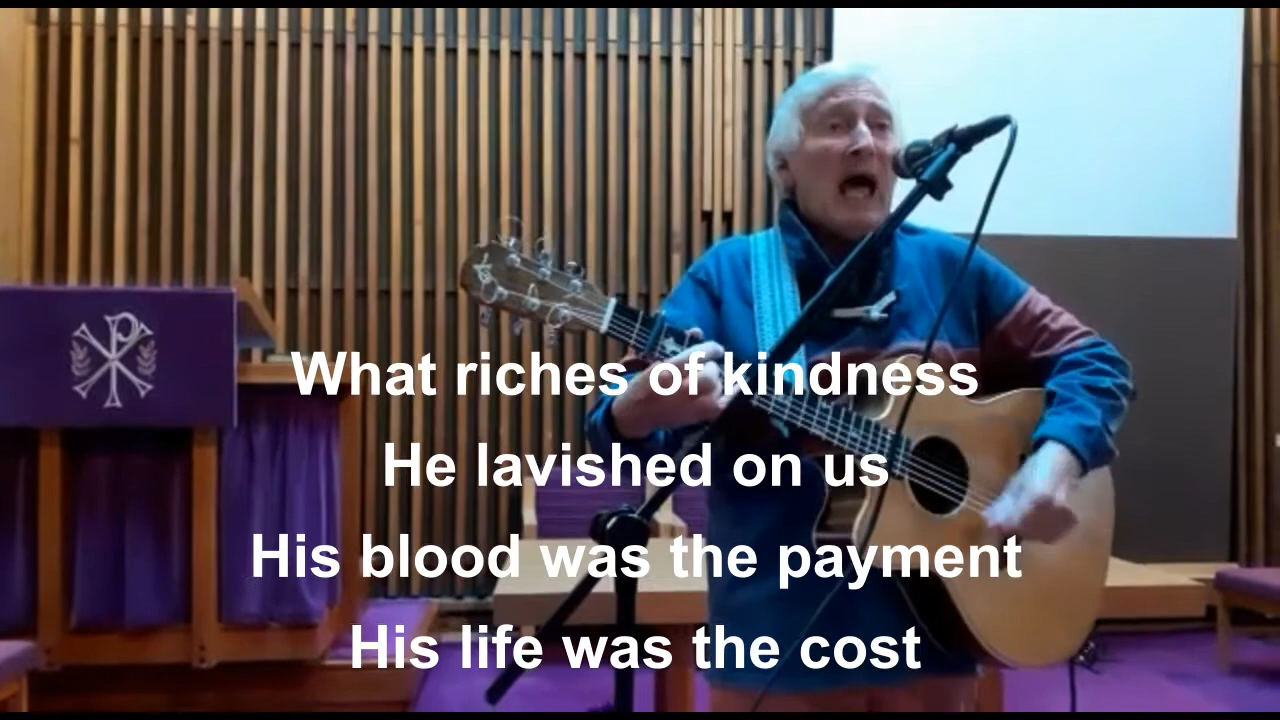 What riches of kindness
He lavished on us
His blood was the payment
His life was the cost